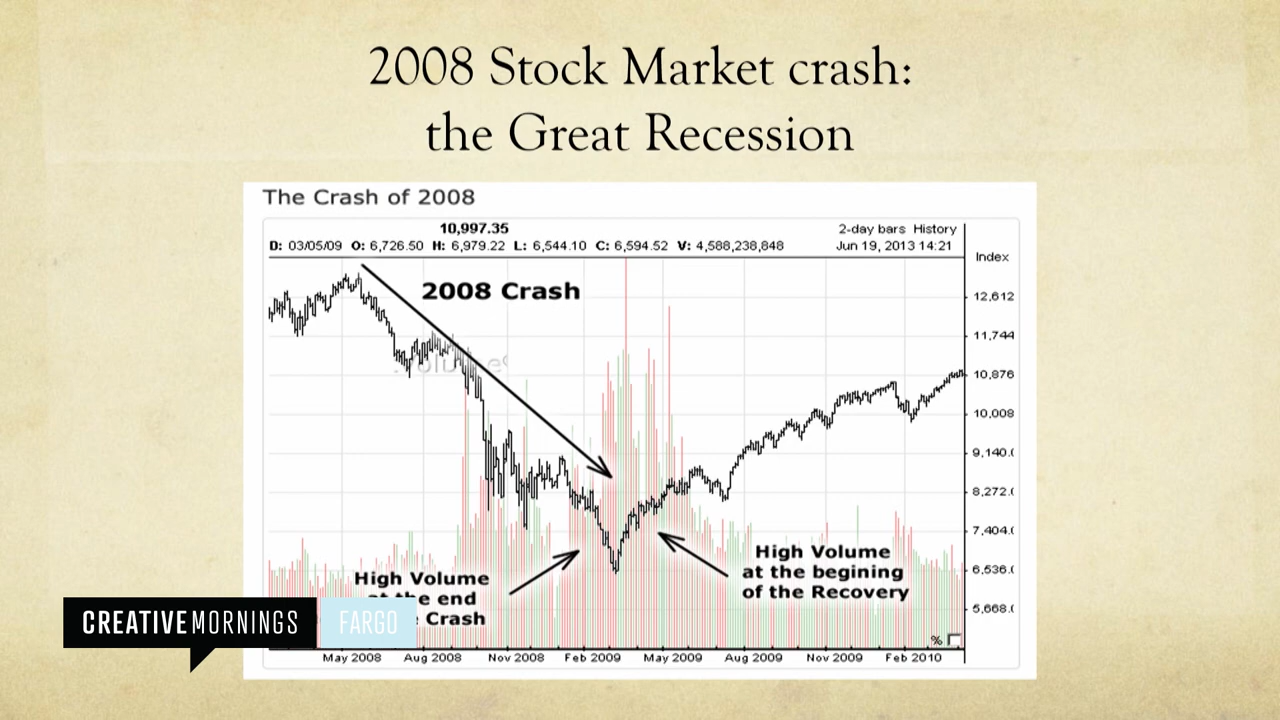 2008 Stock Market crash:
the Great Recession
The Crash of 2008
10,997.35
2-day bars History
D: 03/05/09 O: 6,726.50 H: 6,979.22 L: 6,544.10 C: 6,594.52 V: 4,588,238,848
Jun 19, 2013 14:21
Index
2008 Crash
12,612
11,744
10,876
10,008
9,140.(
8,272.(
7,404.(
6,536.(
5,668.(
High Volume
at the end
Crash
High Volume
at the begining
of the Recovery
%
May 2008 Aug 2008 Nov 2008 Feb 2009 May 2009 Aug 2009 Nov 2009 Feb 2010
CREATIVEMORNINGS FARGO